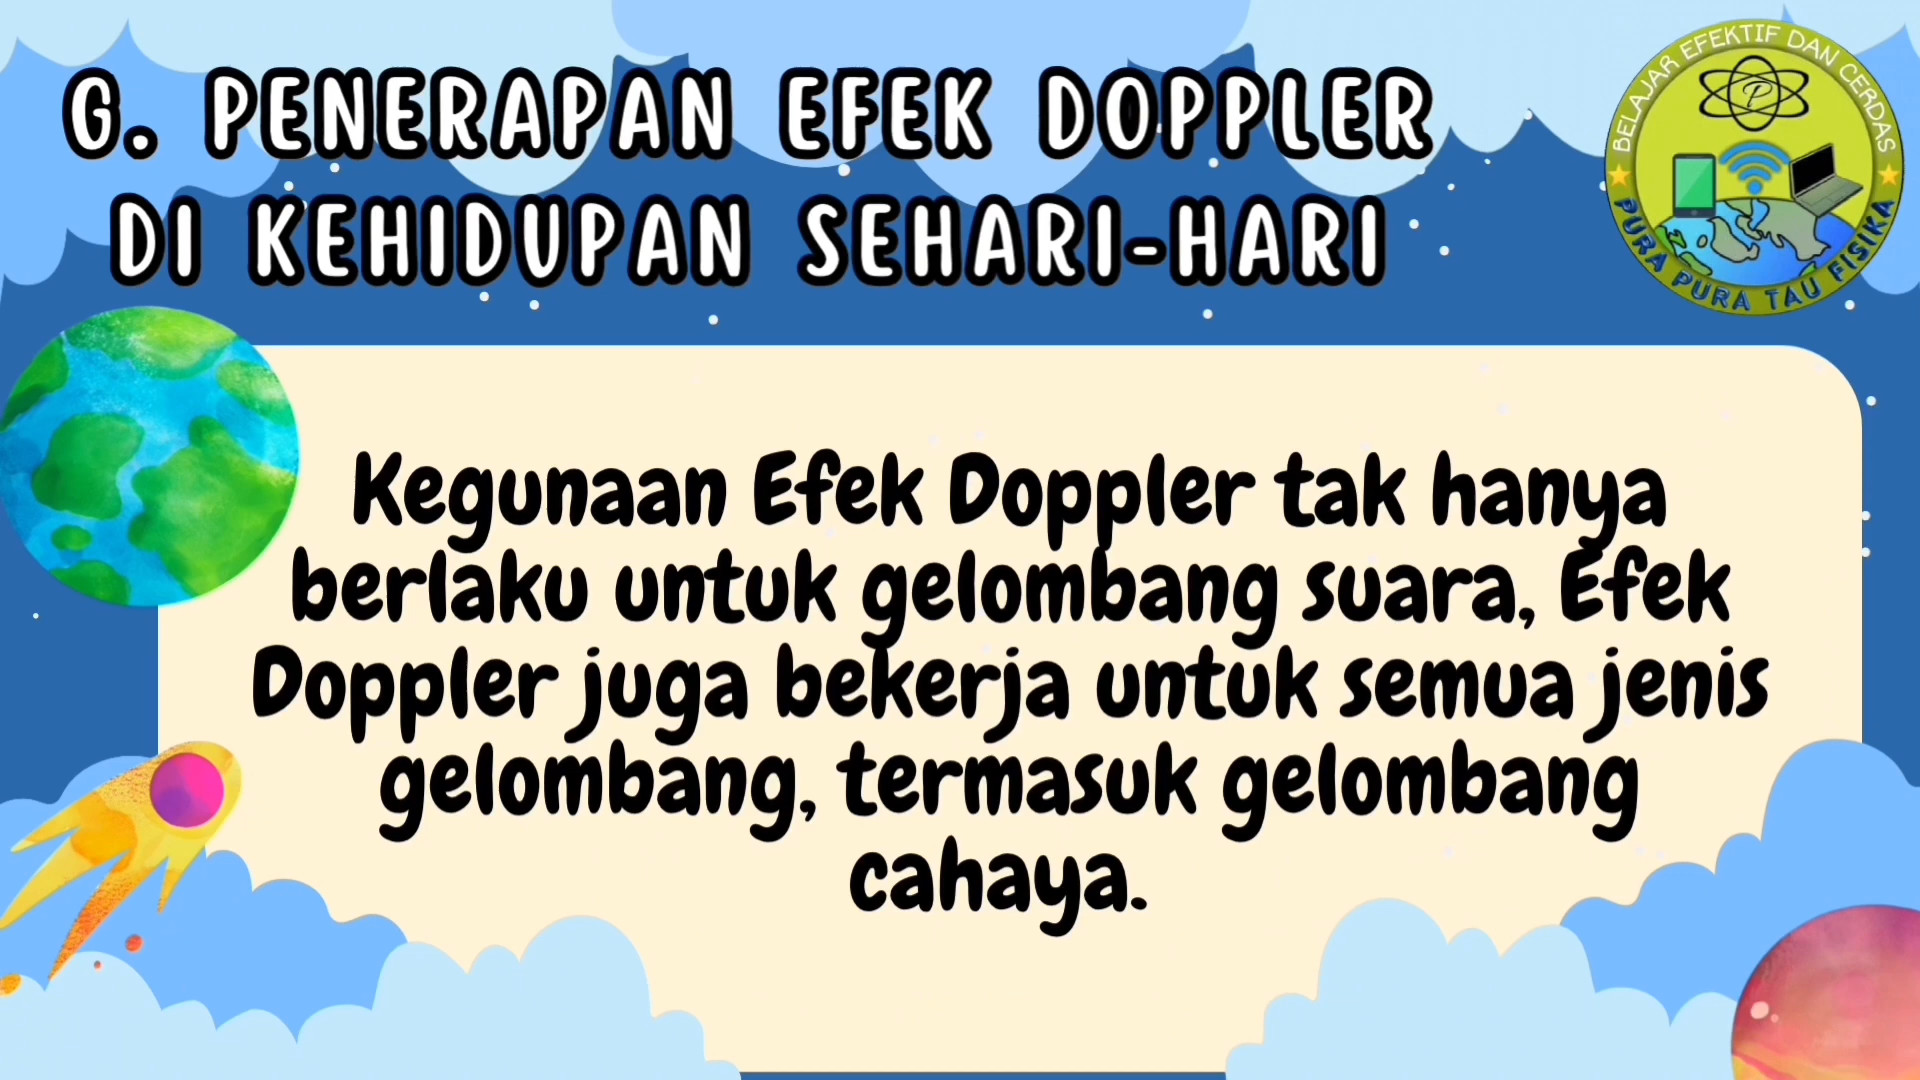 G. PENERAPAN EFEK DOPPLER
DI KEHIDUPAN SEHARI-HARI
BELAJAR EFEKTIF DAN CERDAS
P
PURA PURA TAU FISIKA
Kegunaan Efek Doppler tak hanya
berlaku untuk gelombang suara, Efek
Doppler juga bekerja untuk semua jenis
gelombang, termasuk gelombang
cahaya.